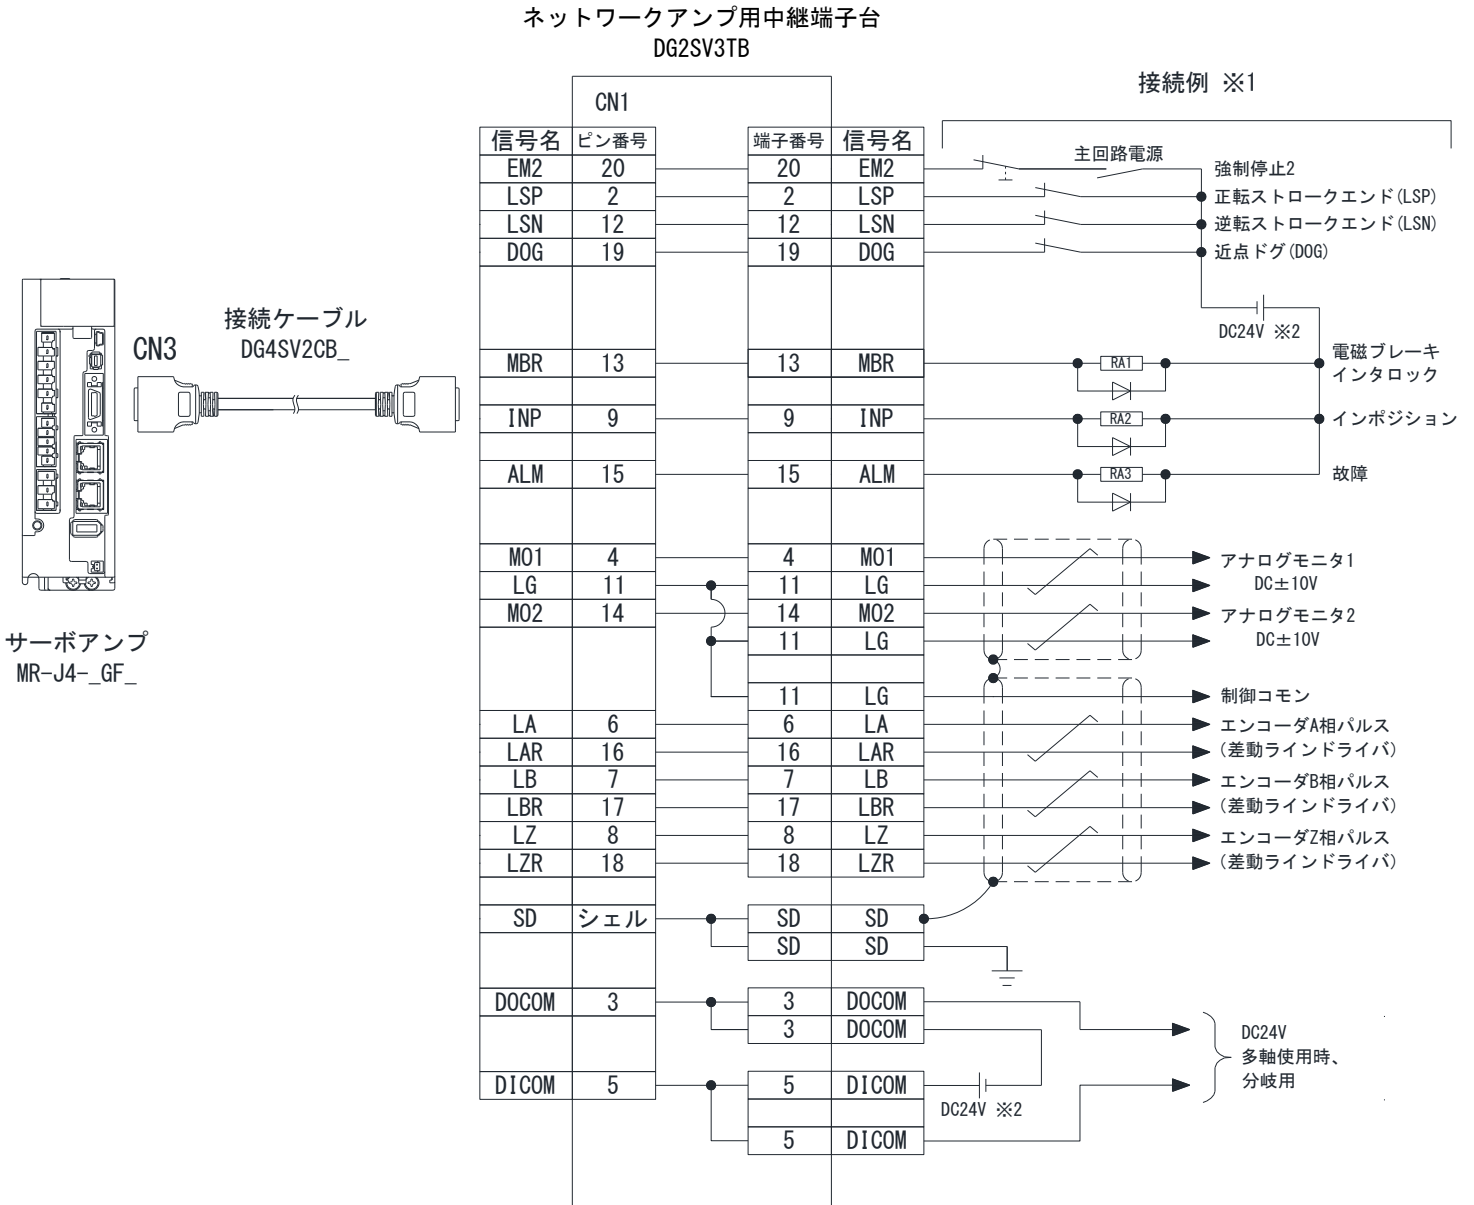 ネットワークアンプ用中継端子台
DG2SV3TB
接続例 ※1
CN1
信号名 ピン番号 端子番号 信号名
EM2 20 20 EM2 主回路電源 強制停止2
LSP 2 2 LSP 正転ストロークエンド(LSP)
LSN 12 12 LSN 逆転ストロークエンド(LSN)
DOG 19 19 DOG 近点ドグ(DOG)
DC24V ※2
接続ケーブル
DG4SV2CB_
CN3
MBR 13 13 MBR RA1 電磁ブレーキ
インタロック
INP 9 9 INP RA2 インポジション
ALM 15 15 ALM RA3 故障
MO1 4 4 MO1 アナログモニタ1
LG 11 11 LG DC±10V
MO2 14 14 MO2 アナログモニタ2
11 LG DC±10V
サーボアンプ
MR-J4-_GF_
11 LG 制御コモン
LA 6 6 LA エンコーダA相パルス
LAR 16 16 LAR (差動ラインドライバ)
LB 7 7 LB エンコーダB相パルス
LBR 17 17 LBR (差動ラインドライバ)
LZ 8 8 LZ エンコーダZ相パルス
LZR 18 18 LZR (差動ラインドライバ)
SD シェル SD SD
SD SD
DOCOM 3 3 DOCOM
3 DOCOM
DC24V
多軸使用時、
分岐用
DICOM 5 5 DICOM
DC24V ※2
5 DICOM